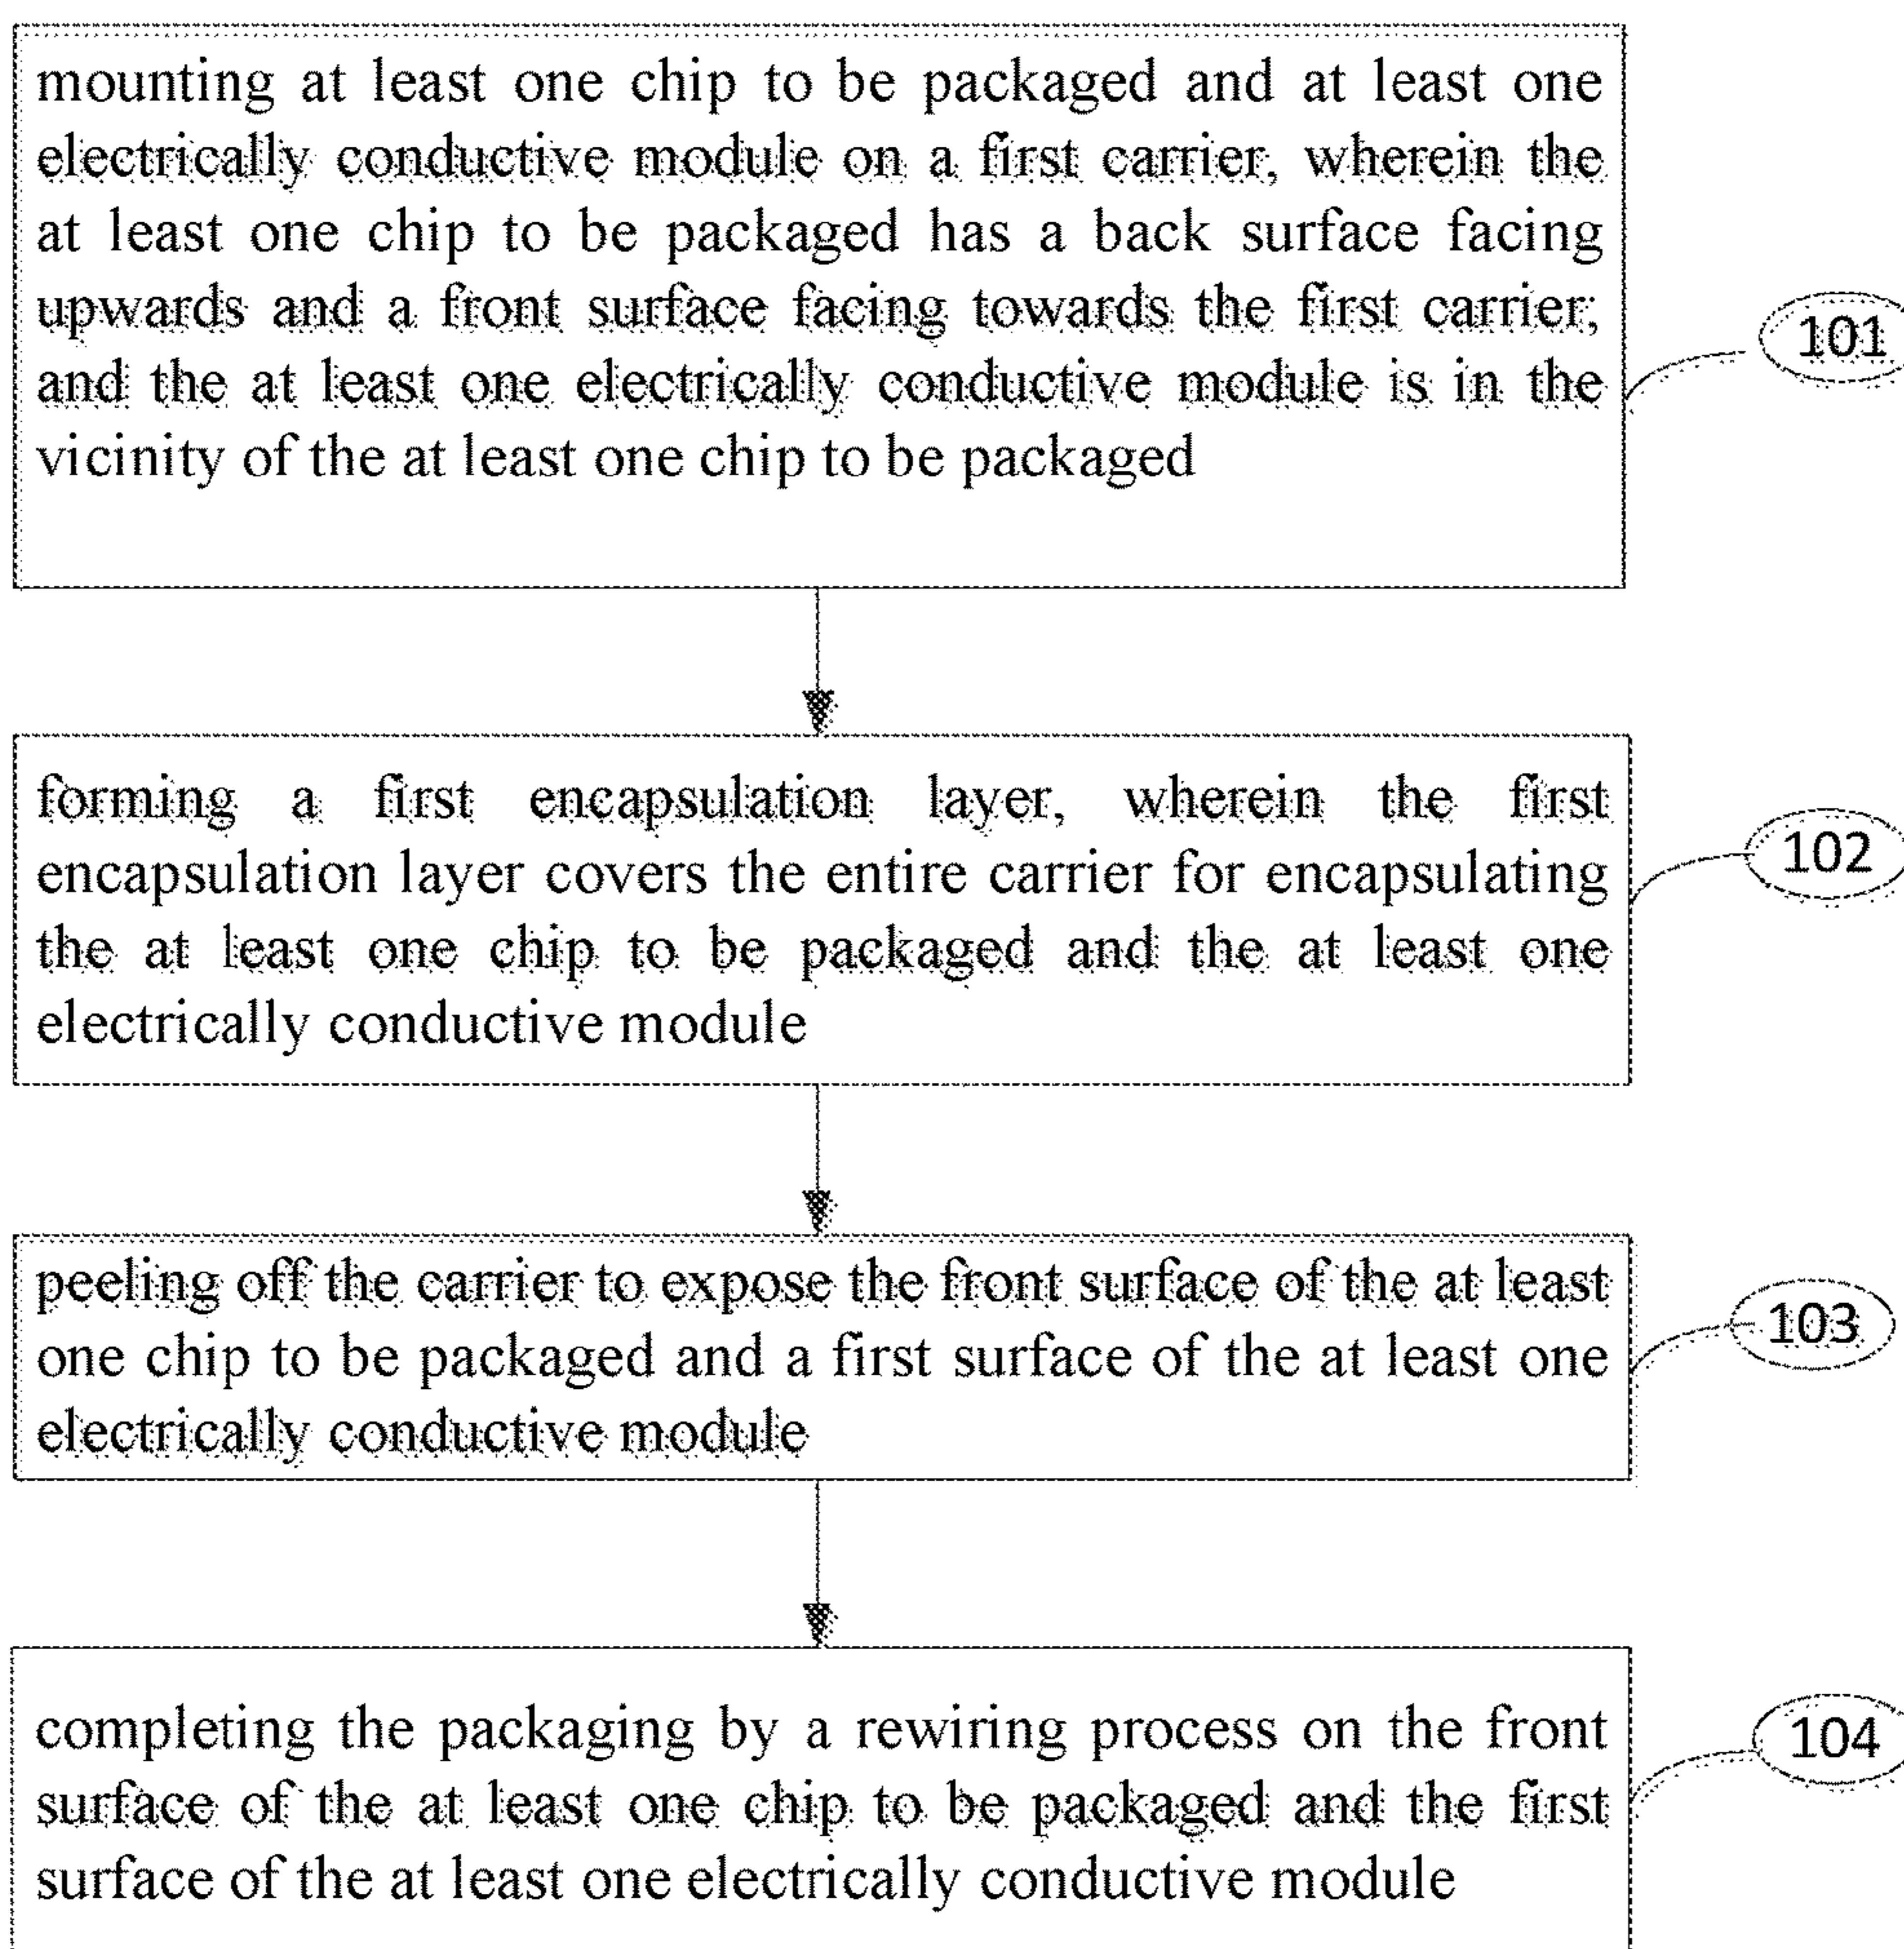 mounting at least one chip to be packaged and at least one
electrically conductive module on a first carrier, wherein the
at least one chip to be packaged has a back surface facing
upwards and a front surface facing towards the first carrier;
and the at least one electrically conductive module is in the
vicinity of the at least one chip to be packaged
101
forming a first encapsulation layer, wherein the first
encapsulation layer covers the entire carrier for encapsulating
the at least one chip to be packaged and the at least one
electrically conductive module
102
peeling off the carrier to expose the front surface of the at least
one chip to be packaged and a first surface of the at least one
electrically conductive module
103
completing the packaging by a rewiring process on the front
surface of the at least one chip to be packaged and the first
surface of the at least one electrically conductive module
104